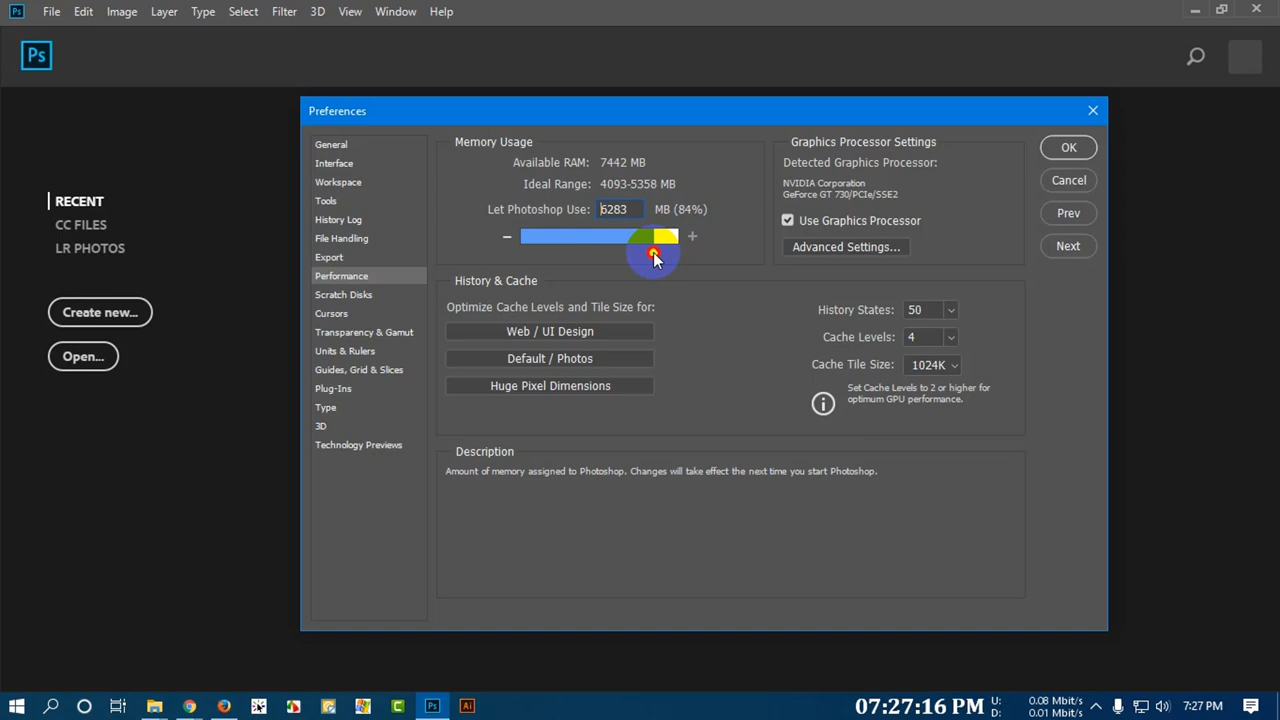 Ps File Edit Image Layer Type Select Filter 3D View Window Help
Ps
Preferences
RECENT
CC FILES
LR PHOTOS
Create new...
Open...
General
Interface
Workspace
Tools
History Log
File Handling
Export
Performance
Scratch Disks
Cursors
Transparency & Gamut
Units & Rulers
Guides, Grid & Slices
Plug-Ins
Type
3D
Technology Previews
Memory Usage
Available RAM: 7442 MB
Ideal Range: 4093-5358 MB
Let Photoshop Use: 6283 MB (84%)
Graphics Processor Settings
Detected Graphics Processor:
NVIDIA Corporation
GeForce GT 730/PCIe/SSE2
Use Graphics Processor
Advanced Settings...
OK
Cancel
Prev
Next
History & Cache
Optimize Cache Levels and Tile Size for:
Web / UI Design
Default / Photos
Huge Pixel Dimensions
History States: 50
Cache Levels: 4
Cache Tile Size: 1024K
Set Cache Levels to 2 or higher for
optimum GPU performance.
Description
Amount of memory assigned to Photoshop. Changes will take effect the next time you start Photoshop.
C Ps Ai
07:27:16 PM
U: 0.08 Mbit/s
D: 0.01 Mbit/s
7:27 PM